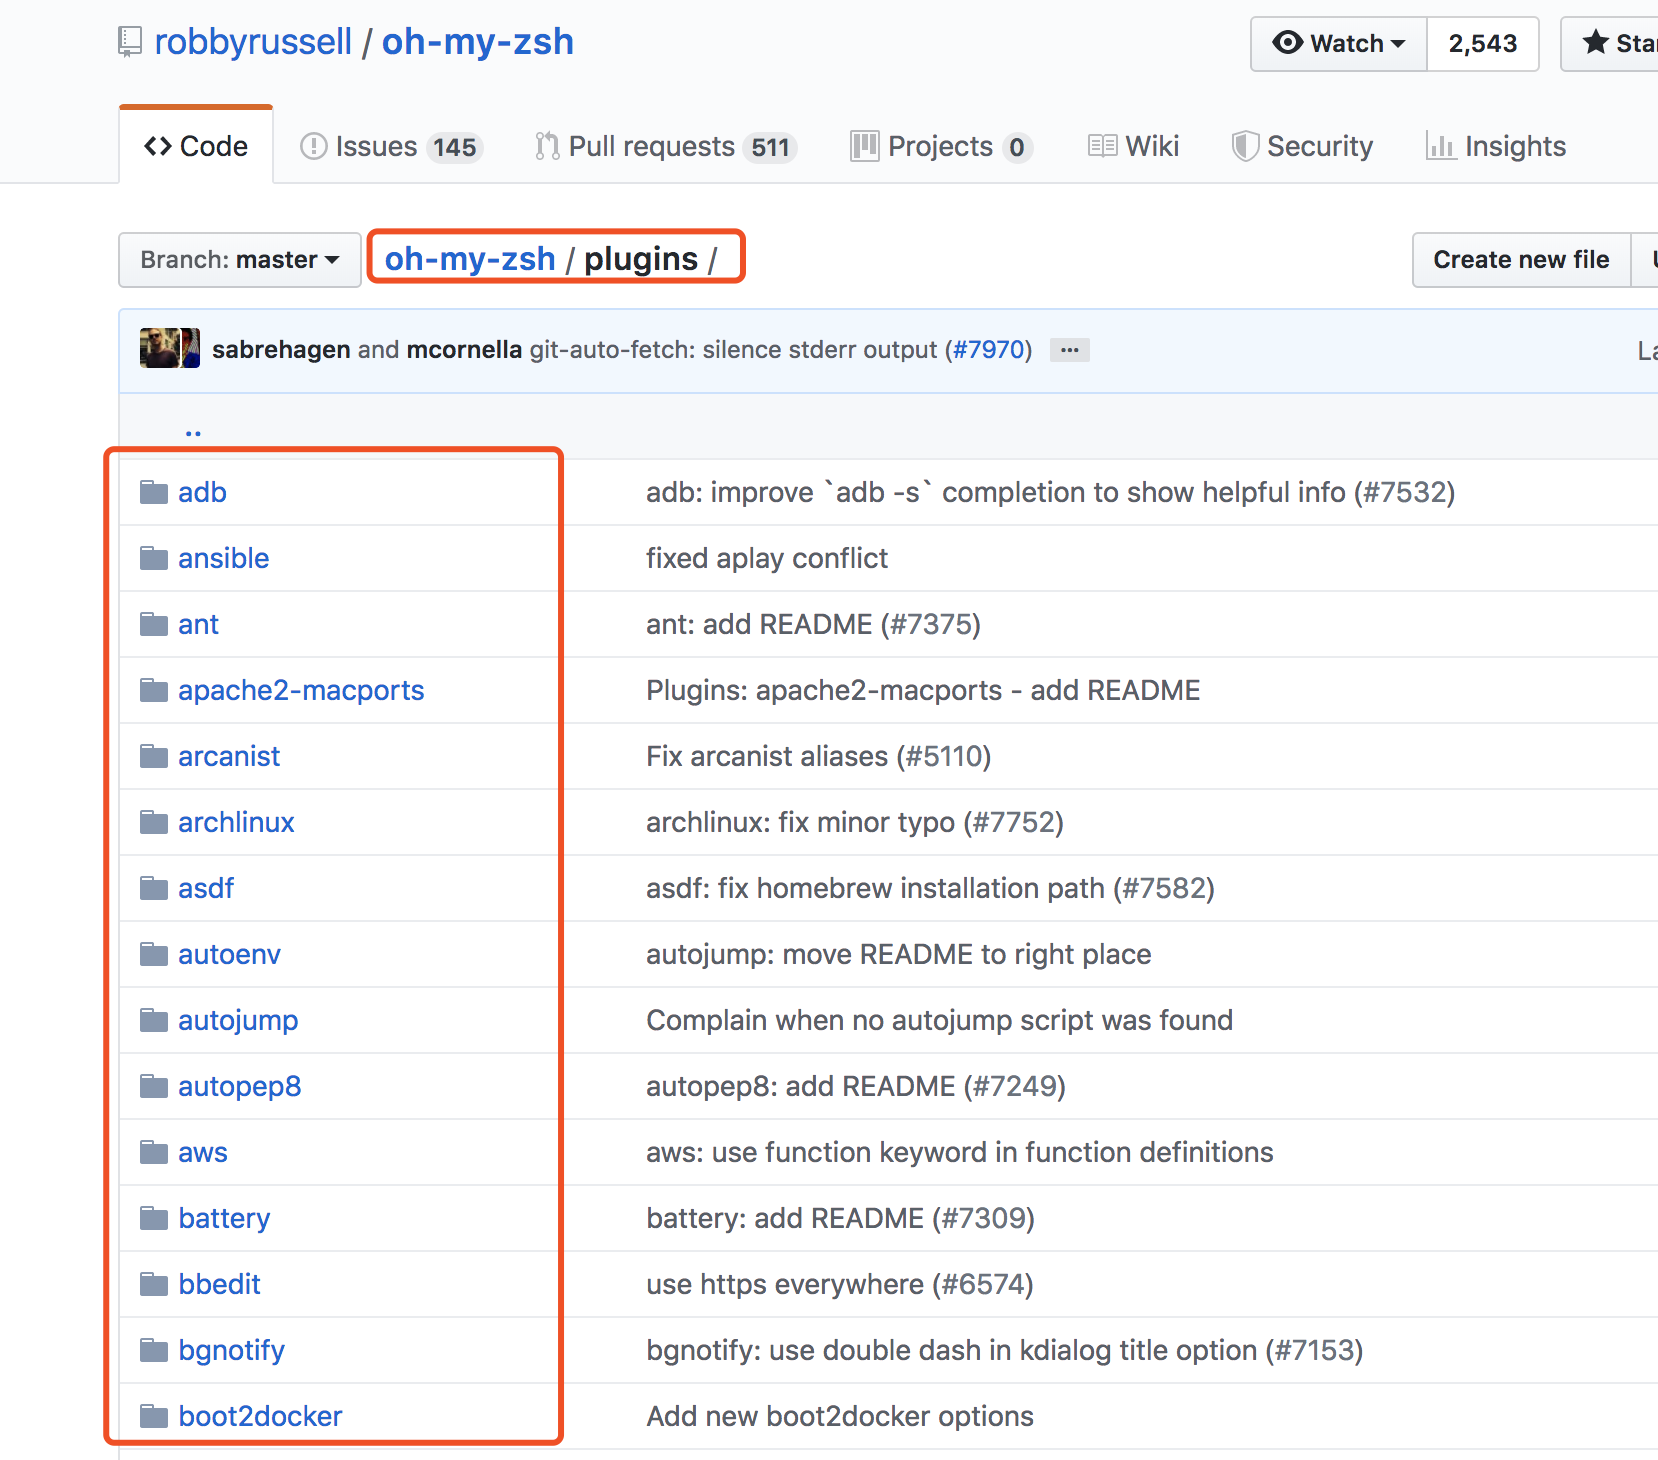 robbyrussell / oh-my-zsh Watch 2,543
Code Issues 145 Pull requests 511 Projects 0 Wiki Security Insights
Branch: master oh-my-zsh / plugins / Create new file
sabrehagen and mcornella git-auto-fetch: silence stderr output (#7970) ...
..
adb adb: improve `adb -s` completion to show helpful info (#7532)
ansible fixed aplay conflict
ant ant: add README (#7375)
apache2-macports Plugins: apache2-macports - add README
arcanist Fix arcanist aliases (#5110)
archlinux archlinux: fix minor typo (#7752)
asdf asdf: fix homebrew installation path (#7582)
autoenv autojump: move README to right place
autojump Complain when no autojump script was found
autopep8 autopep8: add README (#7249)
aws aws: use function keyword in function definitions
battery battery: add README (#7309)
bbedit use https everywhere (#6574)
bgnotify bgnotify: use double dash in kdialog title option (#7153)
boot2docker Add new boot2docker options